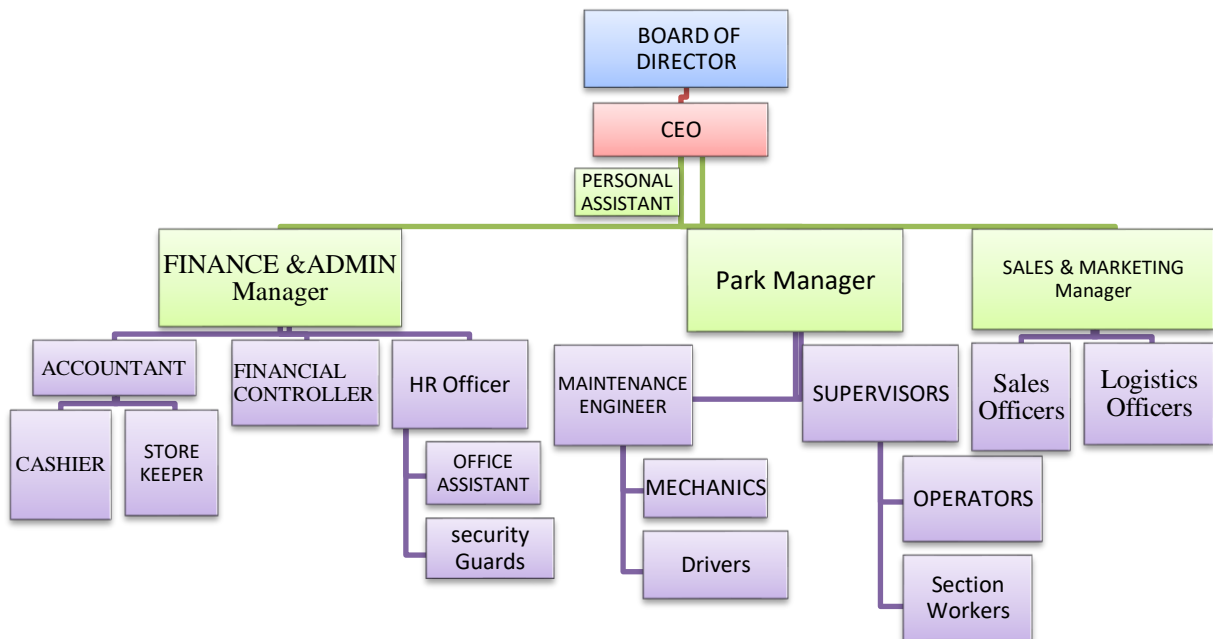 BOARD OF
DIRECTOR
CEO
PERSONAL
ASSISTANT
FINANCE &ADMIN
Manager
Park Manager
SALES & MARKETING
Manager
ACCOUNTANT
FINANCIAL
CONTROLLER
HR Officer
MAINTENANCE
ENGINEER
SUPERVISORS
Sales
Officers
Logistics
Officers
CASHIER
STORE
KEEPER
OFFICE
ASSISTANT
security
Guards
MECHANICS
Drivers
OPERATORS
Section
Workers